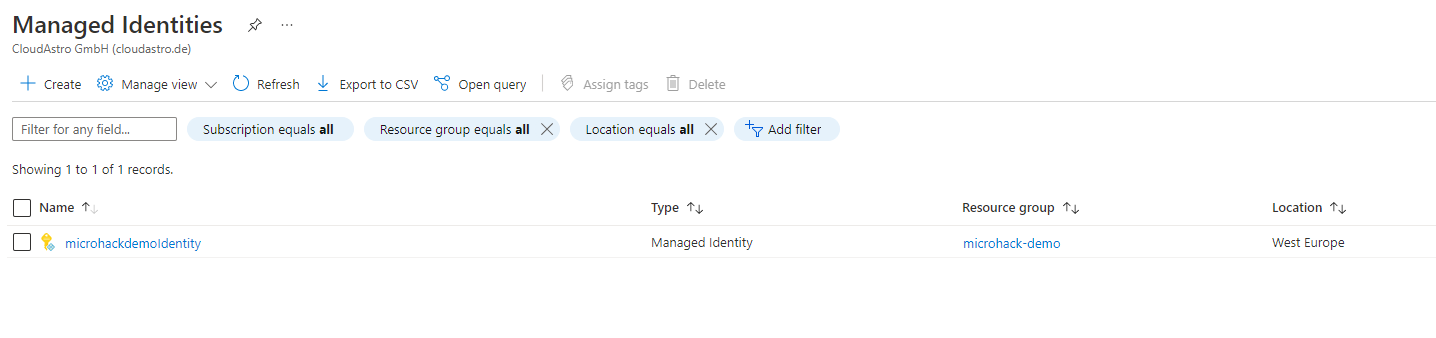 Managed Identities ...
CloudAstro GmbH (cloudastro.de)
Create Manage view Refresh Export to CSV Open query Assign tags Delete
Filter for any field... Subscription equals all Resource group equals all Location equals all Add filter
Showing 1 to 1 of 1 records.
Name Type Resource group Location
microhackdemoIdentity Managed Identity microhack-demo West Europe